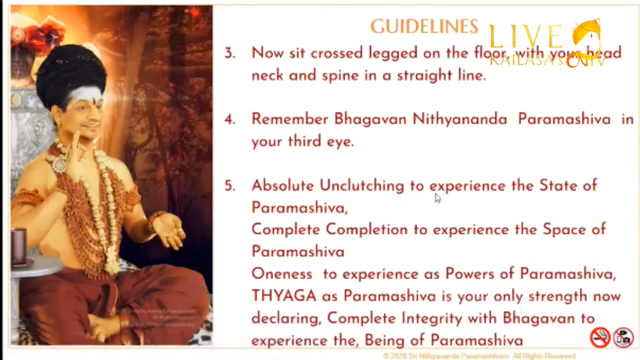 GUIDELINES
LIVE
KAILASA'S
TV
3. Now sit crossed legged on the floor, with your head
neck and spine in a straight line.
4. Remember Bhagavan Nithyananda Paramashiva in
your third eye.
5. Absolute Unclutching to experience the State of
Paramashiva,
Complete Completion to experience the Space of
Paramashiva
Oneness to experience as Powers of Paramashiva,
THYAGA as Paramashiva is your only strength now
declaring, Complete Integrity with Bhagavan to
experience the, Being of Paramashiva
© 2020 Sri Nithyananda Paramashivam. All Rights Reserved